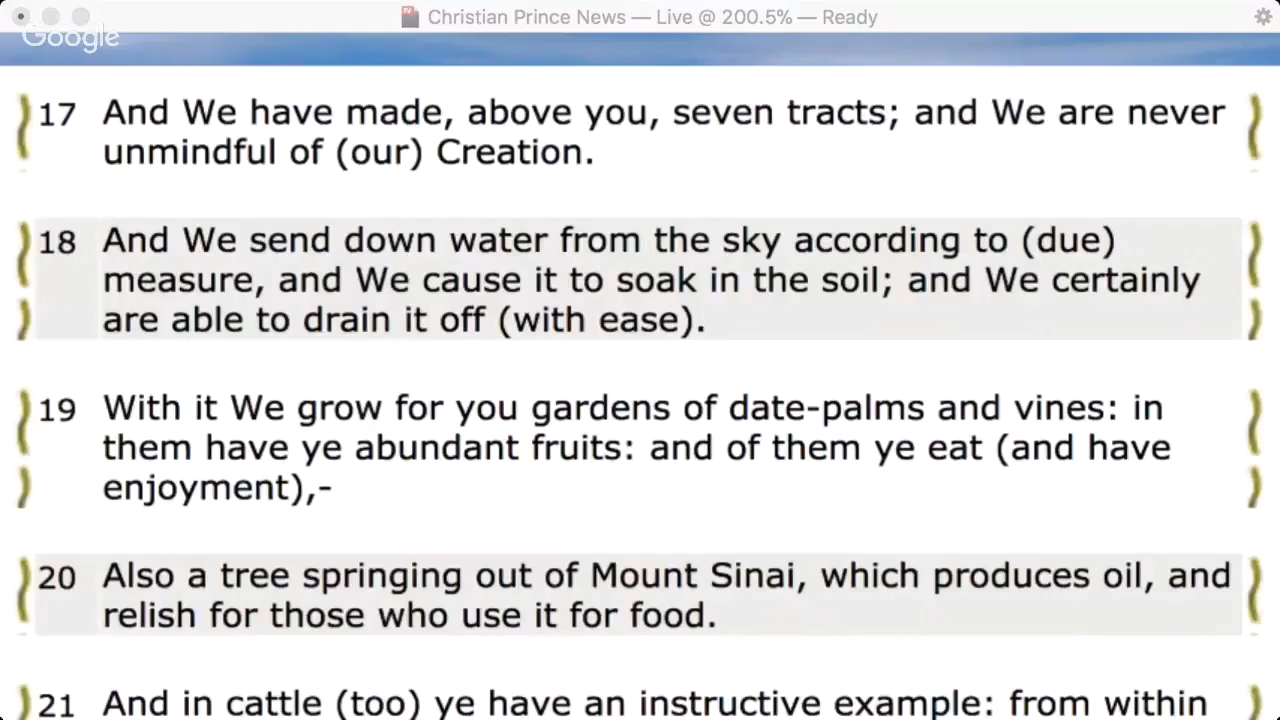 Christian Prince News — Live @ 200.5% — Ready
Google
17 And We have made, above you, seven tracts; and We are never
unmindful of (our) Creation.
18 And We send down water from the sky according to (due)
measure, and We cause it to soak in the soil; and We certainly
are able to drain it off (with ease).
19 With it We grow for you gardens of date-palms and vines: in
them have ye abundant fruits: and of them ye eat (and have
enjoyment),-
20 Also a tree springing out of Mount Sinai, which produces oil, and
relish for those who use it for food.
21 And in cattle (too) ye have an instructive example: from within